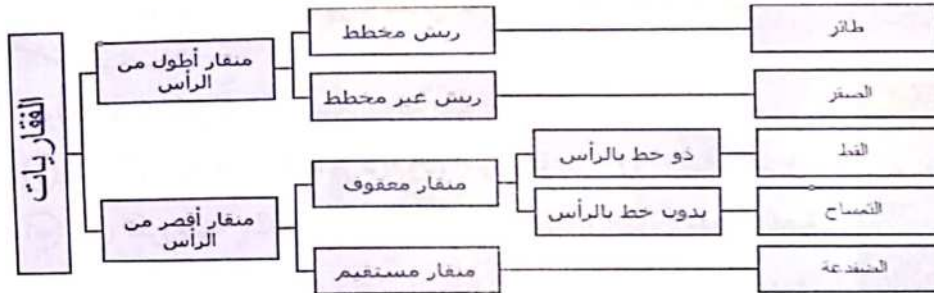 الفقاريات
منقار أطول من
الرأس
ريش مخطط
طائر
ريش غير مخطط
الصقر
منقار أقصر من
الرأس
منقار معقوف
ذو خط بالرأس
القط
بدون خط بالرأس
التمساح
منقار مستقيم
الضفدعة